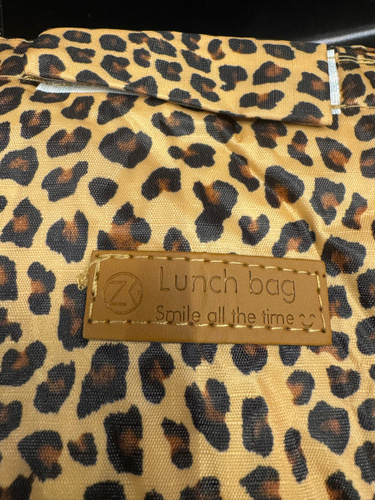 Z
Lunch bag
Smile all the time